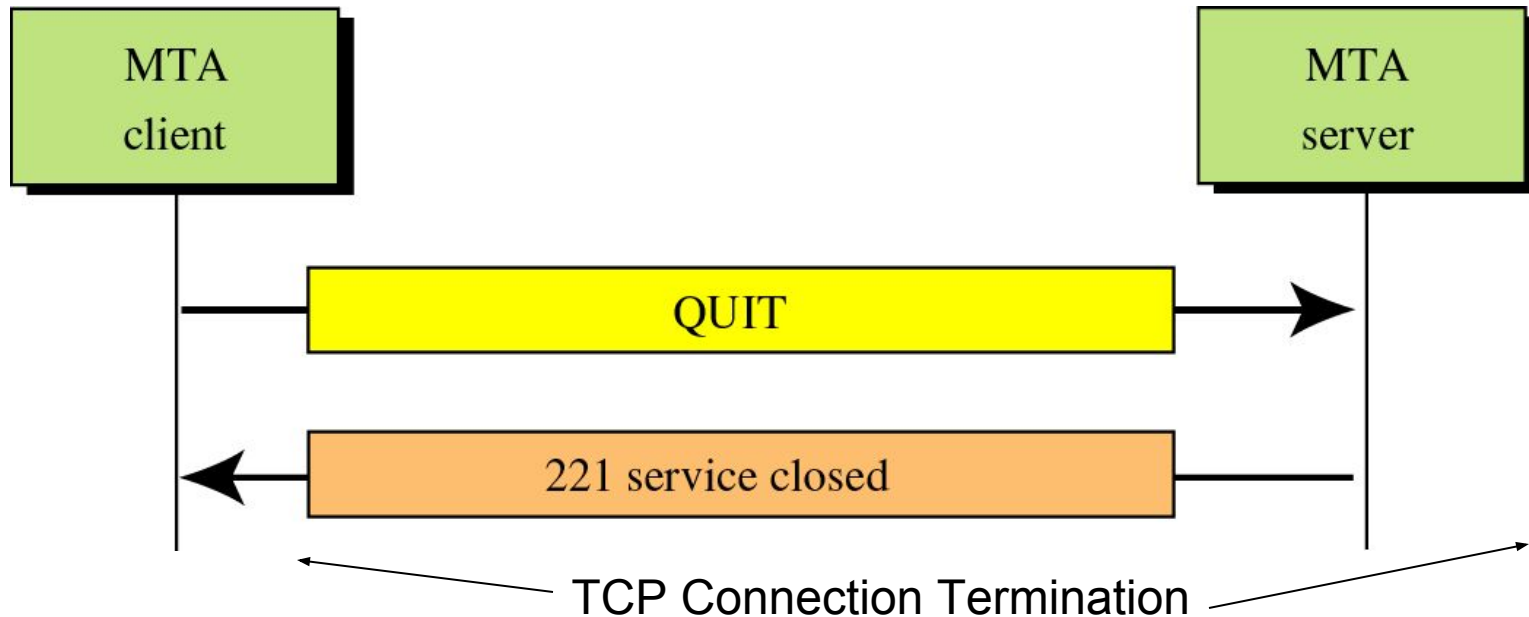 MTA
client
MTA
server
QUIT
221 service closed
TCP Connection Termination